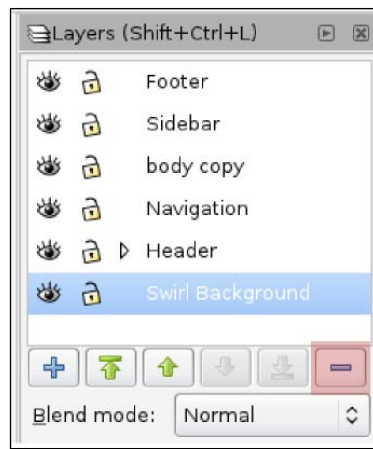 Layers (Shift+Ctrl+L)
Footer
Sidebar
body copy
Navigation
Header
Swirl Background
Blend mode: Normal